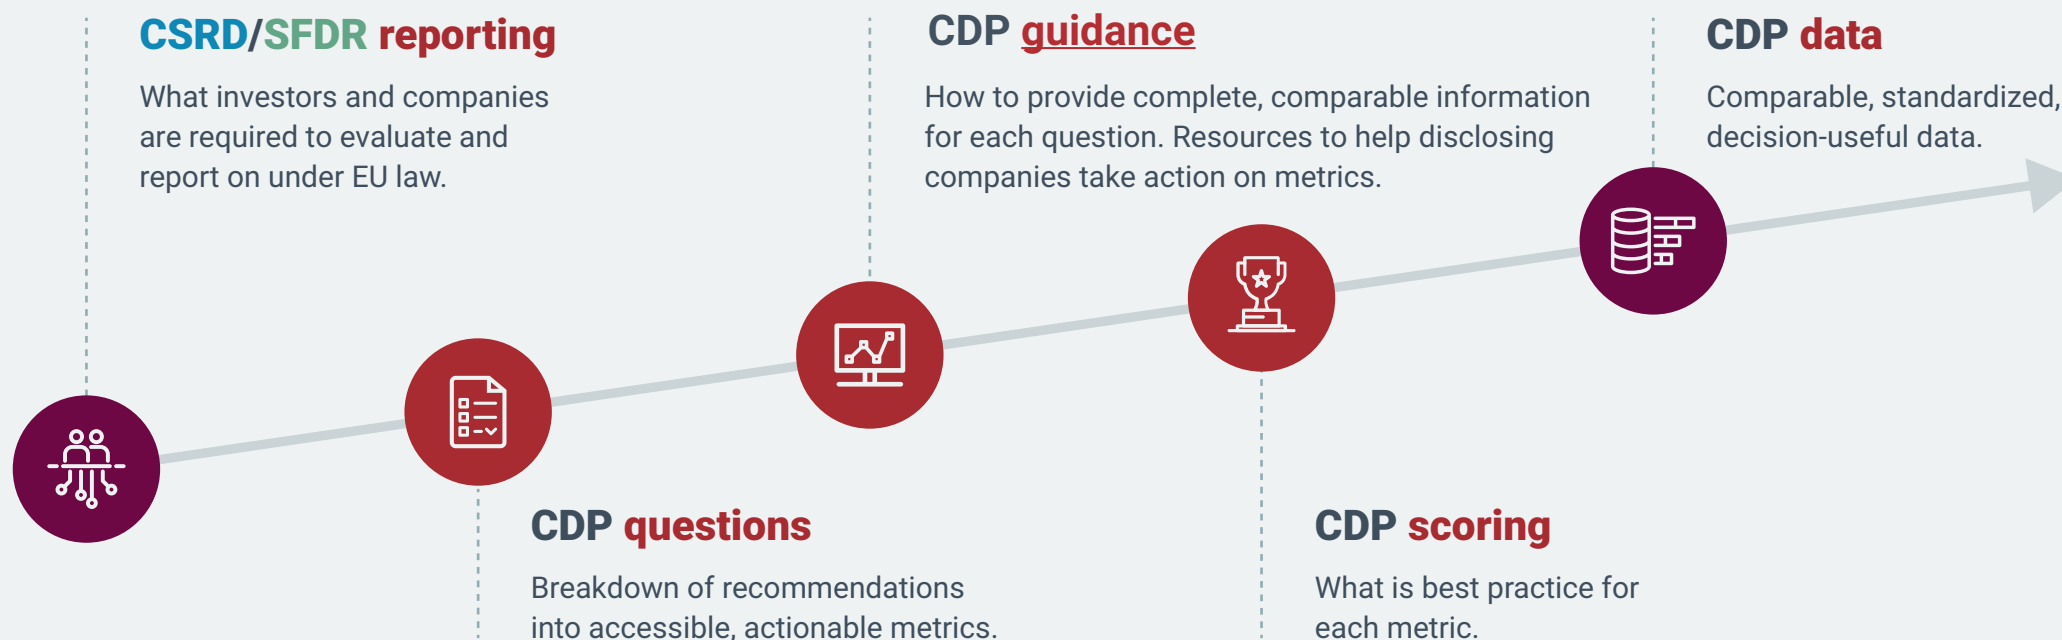 CSRD/SFDR reporting
What investors and companies
are required to evaluate and
report on under EU law.
CDP questions
Breakdown of recommendations
into accessible, actionable metrics.
CDP guidance
How to provide complete, comparable information
for each question. Resources to help disclosing
companies take action on metrics.
CDP scoring
What is best practice for
each metric.
CDP data
Comparable, standardized,
decision-useful data.